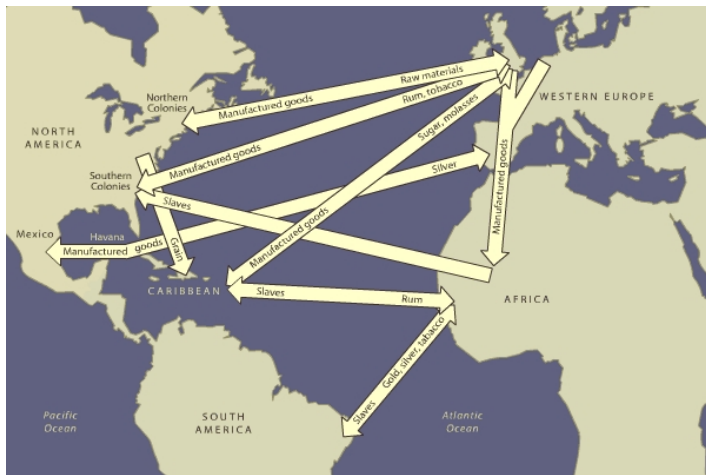 Raw materials
Manufactured goods
Northern
Colonies
Rum, tobacco
Manufactured goods
Sugar, molasses
Manufactured goods
WESTERN EUROPE
NORTH
AMERICA
Manufactured goods
Silver
Manufactured goods
Southern
Colonies
Slaves
Mexico
Havana
Grain
CARIBBEAN
Slaves
Rum
AFRICA
Gold, silver, tabacco
Slaves
SOUTH
AMERICA
Pacific
Ocean
Atlantic
Ocean